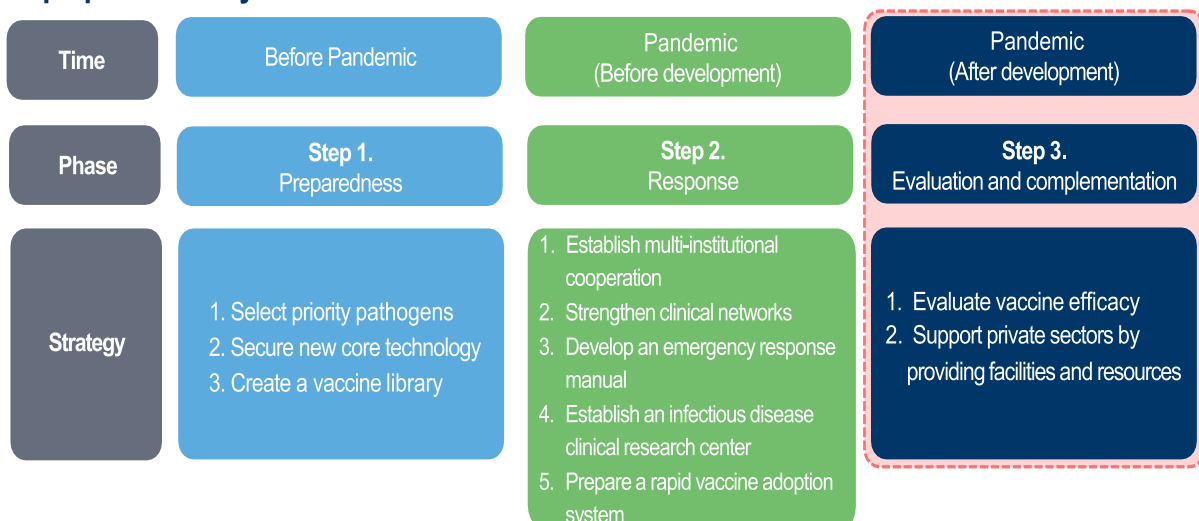 Time
Before Pandemic
Pandemic
(Before development)
Pandemic
(After development)
Phase
Step 1.
Preparedness
Step 2.
Response
Step 3.
Evaluation and complementation
Strategy
1. Select priority pathogens
2. Secure new core technology
3. Create a vaccine library
1. Establish multi-institutional
cooperation
2. Strengthen clinical networks
3. Develop an emergency response
manual
4. Establish an infectious disease
clinical research center
5. Prepare a rapid vaccine adoption
system
1. Evaluate vaccine efficacy
2. Support private sectors by
providing facilities and resources